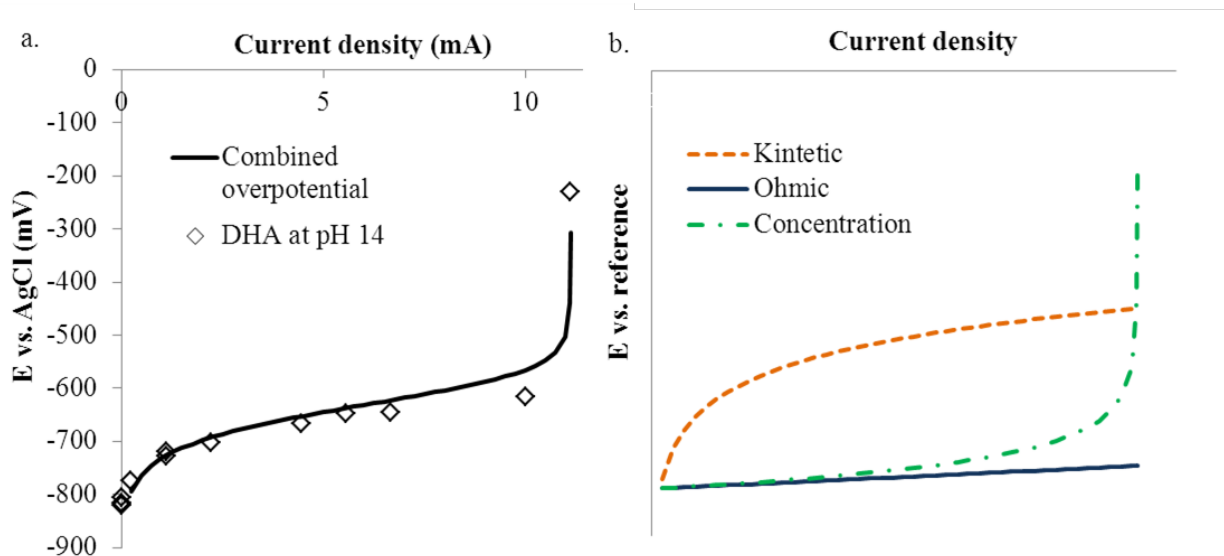 a.
Current density (mA)
0
0
5
10
-100
-200
-300
-400
-500
-600
-700
-800
-900
E vs. AgCl (mV)
Combined
overpotential
DHA at pH 14
b.
Current density
E vs. reference
Kintetic
Ohmic
Concentration